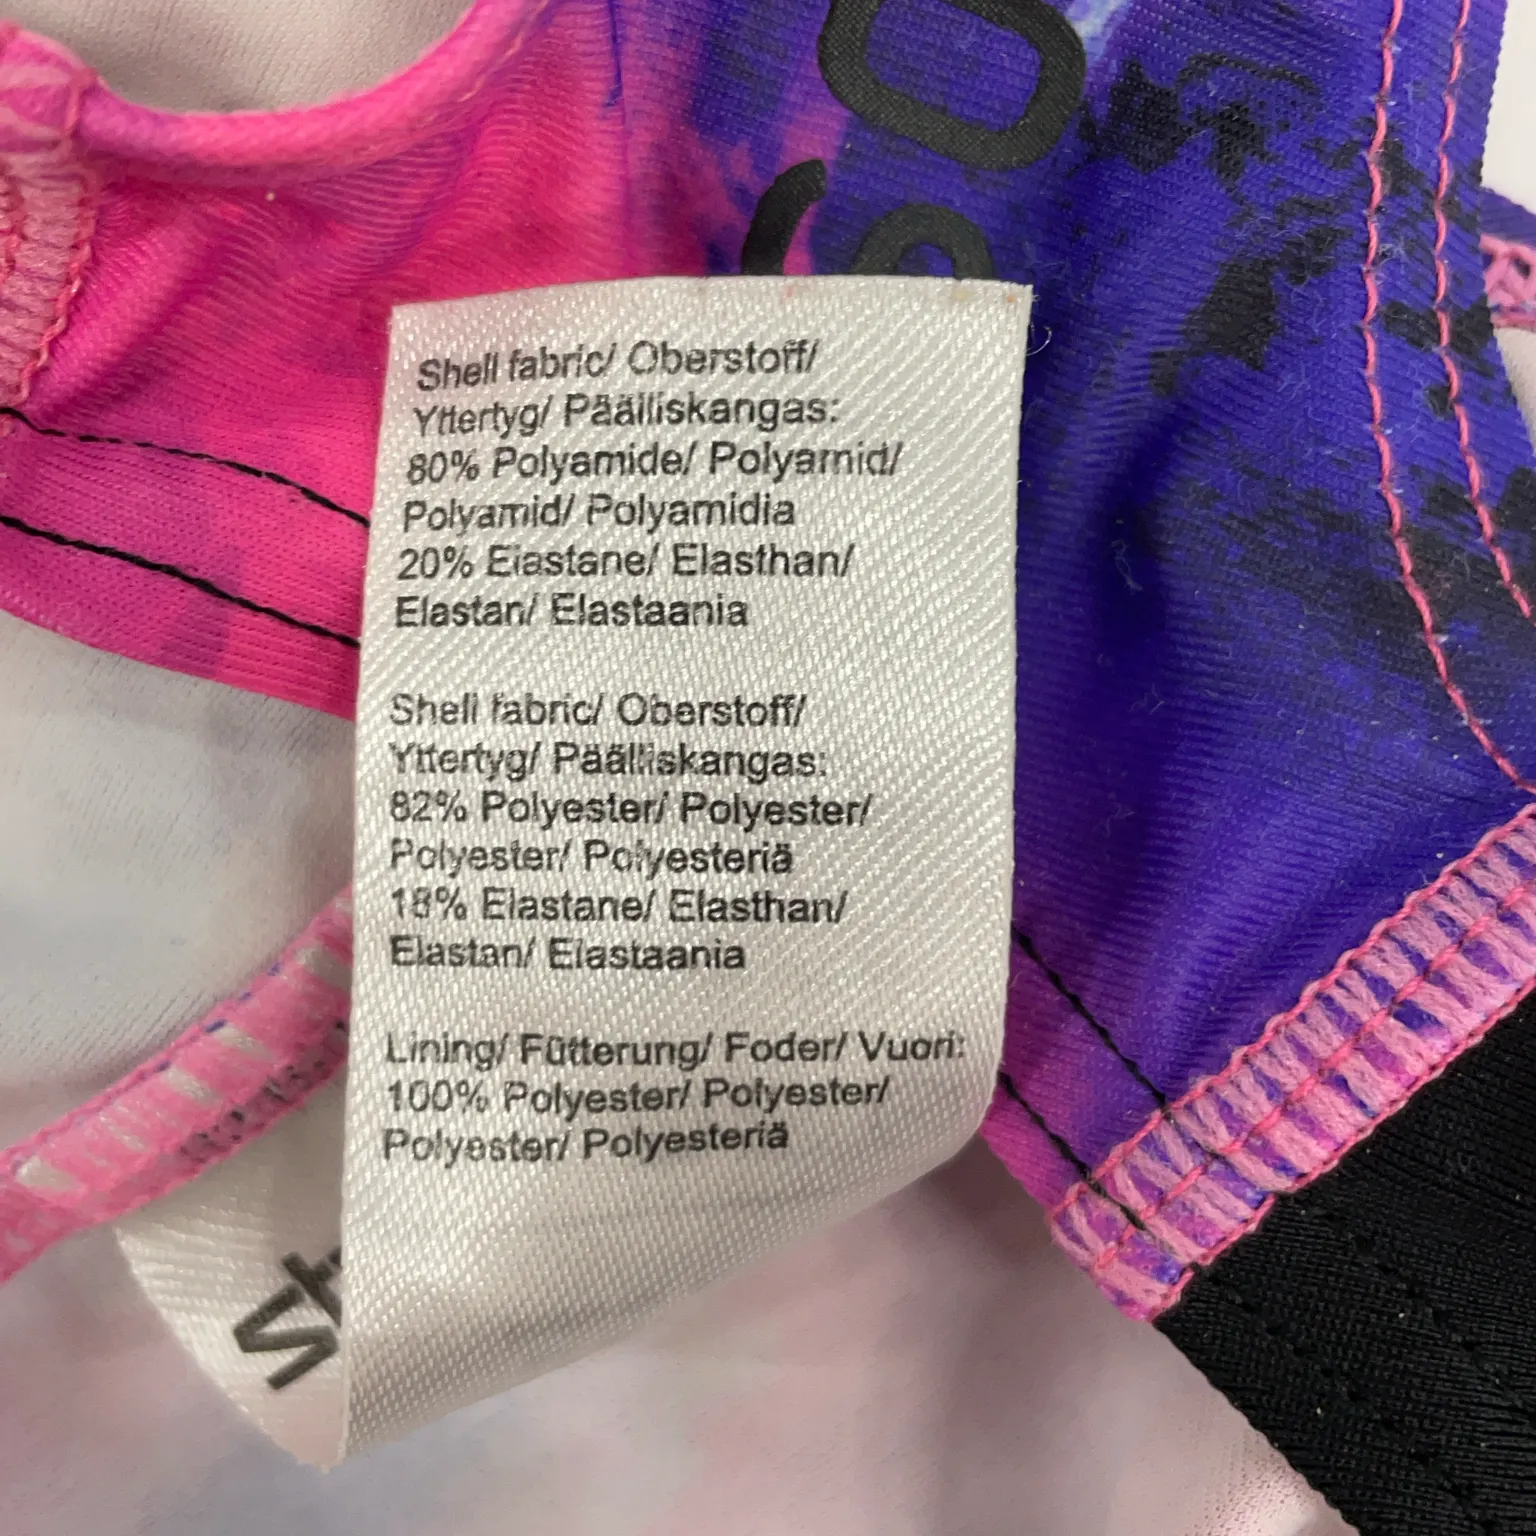 Shell fabric/ Oberstoff/
Yttertyg/ Päälliskangas:
80% Polyamide/ Polyamid/
Polyamid/ Polyamidia
20% Elastane/ Elasthan/
Elastan/ Elastaania
Shell fabric/ Oberstoff/
Yttertyg/ Päälliskangas:
82% Polyester/ Polyester/
Polyester/ Polyesteriä
18% Elastane/ Elasthan/
Elastan/ Elastaania
Lining/ Fütterung/ Foder/ Vuori:
100% Polyester/ Polyester/
Polyester/ Polyesteriä